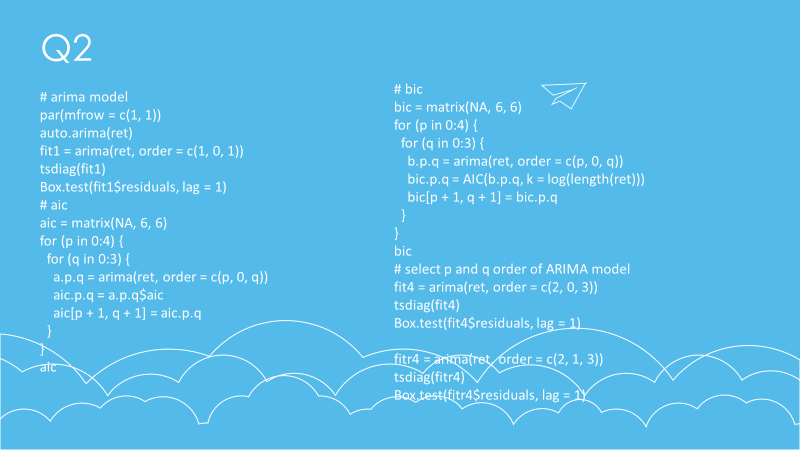 Q2
# arima model
par(mfrow = c(1, 1))
auto.arima(ret)
fit1 = arima(ret, order = c(1, 0, 1))
tsdiag(fit1)
Box.test(fit1$residuals, lag = 1)
# aic
aic = matrix(NA, 6, 6)
for (p in 0:4) {
  for (q in 0:3) {
    a.p.q = arima(ret, order = c(p, 0, q))
    aic.p.q = a.p.q$aic
    aic[p + 1, q + 1] = aic.p.q
  }
}
aic
# bic
bic = matrix(NA, 6, 6)
for (p in 0:4) {
  for (q in 0:3) {
    b.p.q = arima(ret, order = c(p, 0, q))
    bic.p.q = AIC(b.p.q, k = log(length(ret)))
    bic[p + 1, q + 1] = bic.p.q
  }
}
bic
# select p and q order of ARIMA model
fit4 = arima(ret, order = c(2, 0, 3))
tsdiag(fit4)
Box.test(fit4$residuals, lag = 1)
fitr4 = arima(ret, order = c(2, 1, 3))
tsdiag(fitr4)
Box.test(fitr4$residuals, lag = 1)